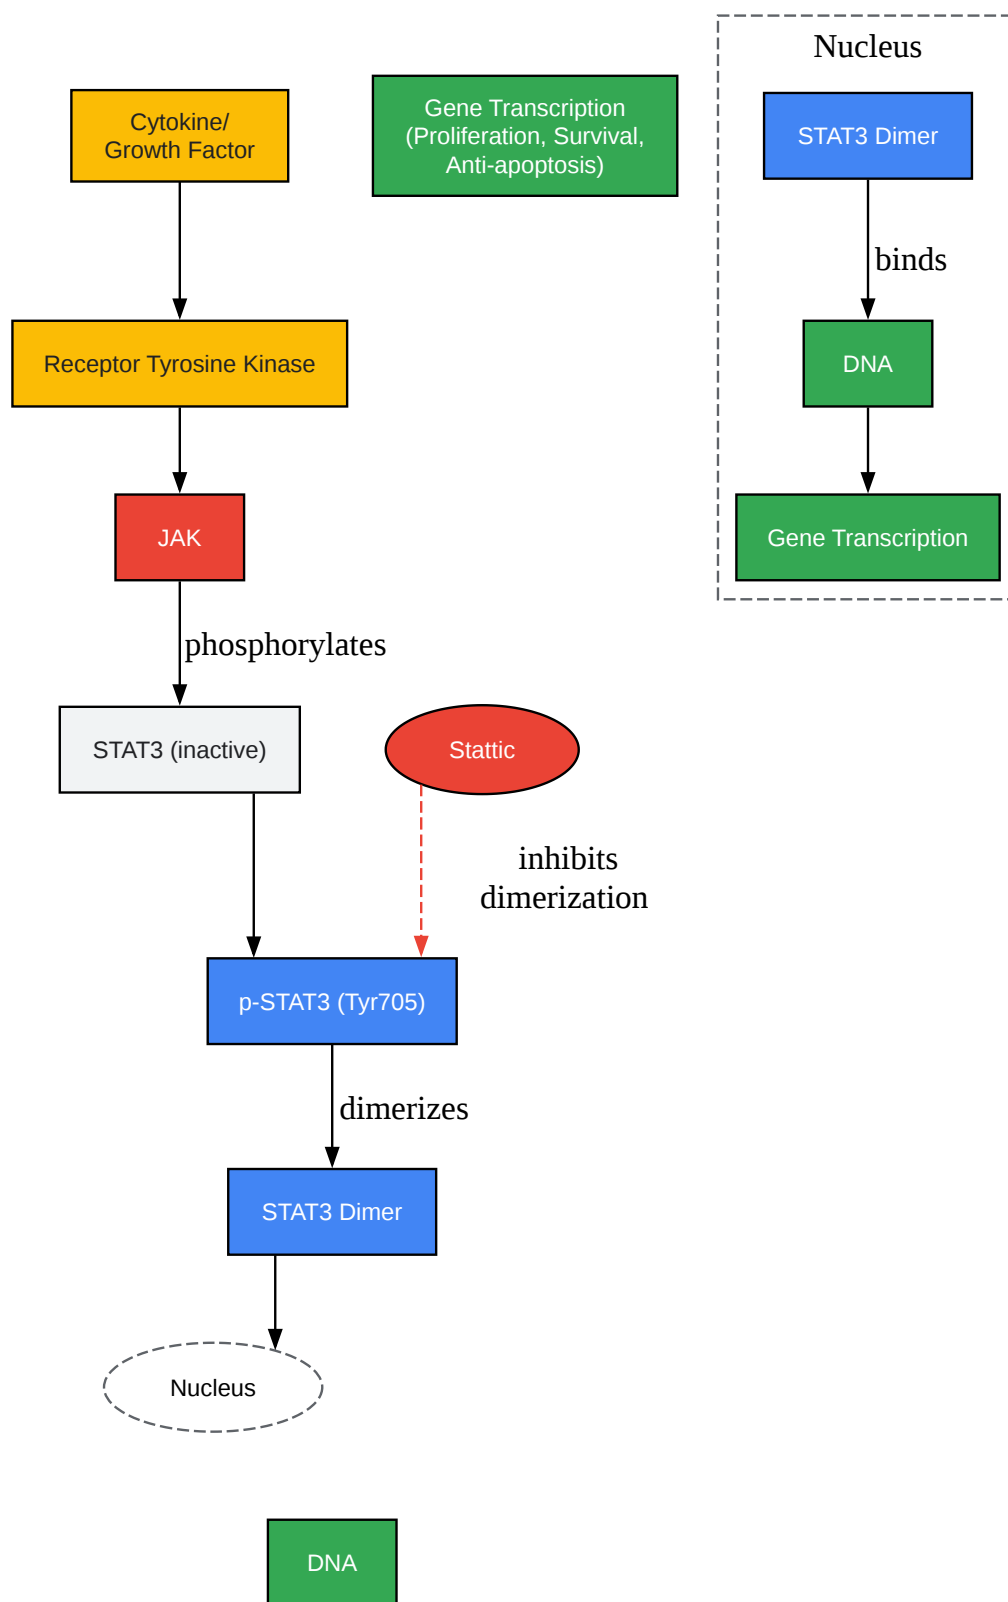 Cytokine/
Growth Factor
Receptor Tyrosine Kinase
JAK
phosphorylates
STAT3 (inactive)
Stattic
inhibits
dimerization
p-STAT3 (Tyr705)
dimerizes
STAT3 Dimer
Nucleus
DNA
Gene Transcription
(Proliferation, Survival,
Anti-apoptosis)
Nucleus
STAT3 Dimer
binds
DNA
Gene Transcription